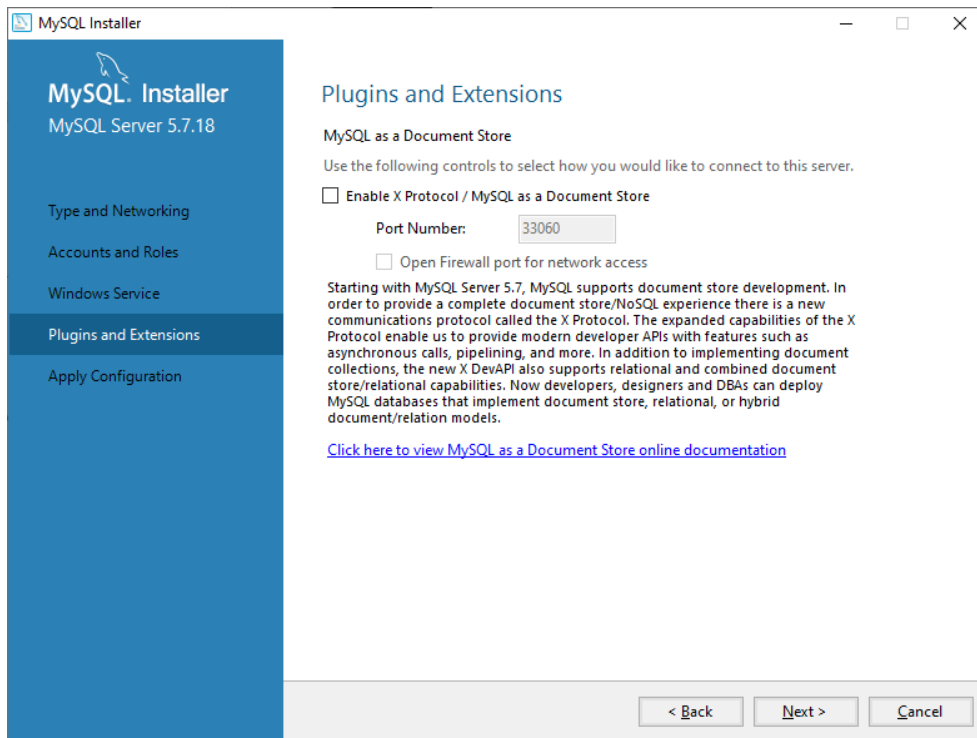 MySQL Installer
MySQL. Installer
MySQL Server 5.7.18
Type and Networking
Accounts and Roles
Windows Service
Plugins and Extensions
Apply Configuration
Plugins and Extensions
MySQL as a Document Store
Use the following controls to select how you would like to connect to this server.
Enable X Protocol / MySQL as a Document Store
Port Number: 33060
Open Firewall port for network access
Starting with MySQL Server 5.7, MySQL supports document store development. In
order to provide a complete document store/NoSQL experience there is a new
communications protocol called the X Protocol. The expanded capabilities of the X
Protocol enable us to provide modern developer APIs with features such as
asynchronous calls, pipelining, and more. In addition to implementing document
collections, the new X DevAPI also supports relational and combined document
store/relational capabilities. Now developers, designers and DBAs can deploy
MySQL databases that implement document store, relational, or hybrid
document/relation models.
Click here to view MySQL as a Document Store online documentation
< Back Next > Cancel